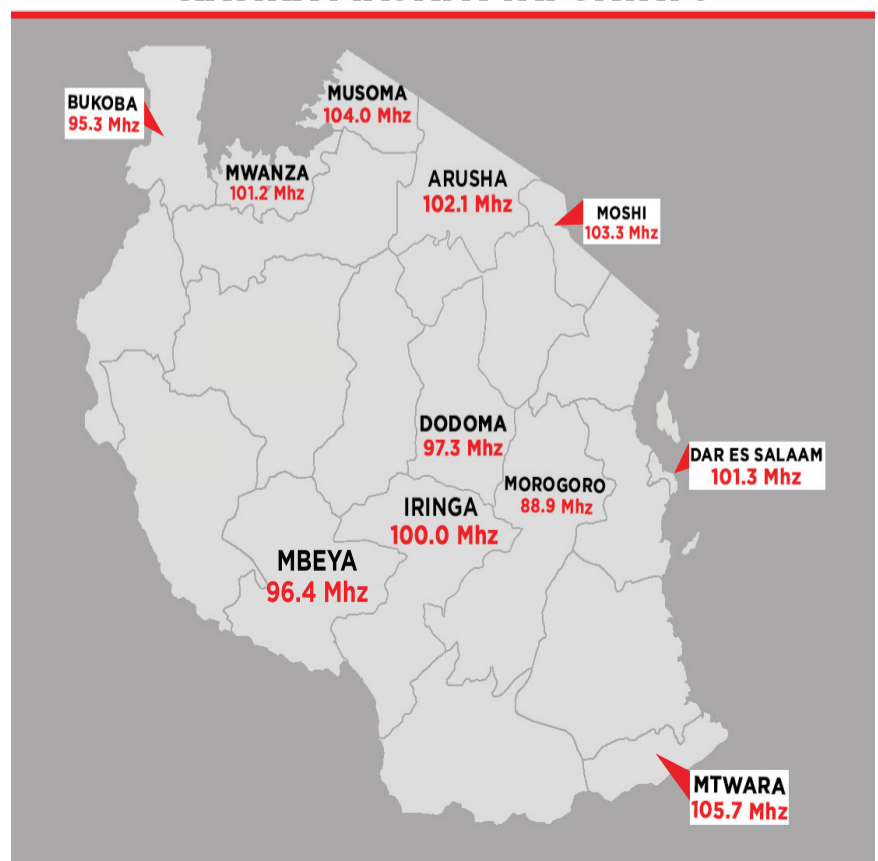 BUKOBA
95.3 Mhz
MUSOMA
104.0 Mhz
MWANZA
101.2 Mhz
ARUSHA
102.1 Mhz
MOSHI
103.3 Mhz
DODOMA
97.3 Mhz
DAR ES SALAAM
101.3 Mhz
MOROGORO
88.9 Mhz
IRINGA
100.0 Mhz
MBEYA
96.4 Mhz
MTWARA
105.7 Mhz